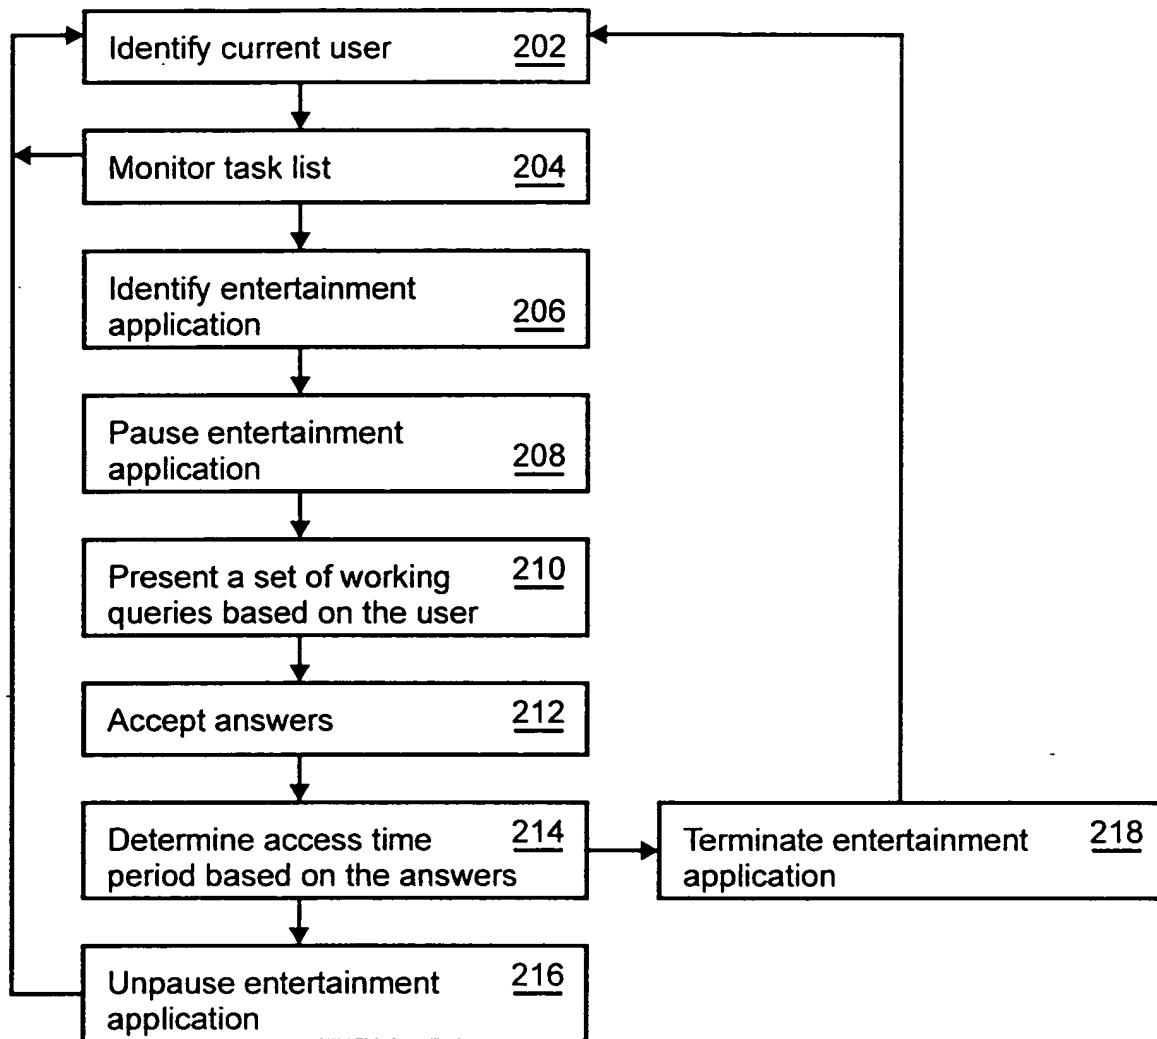 Identify current user 202
Monitor task list 204
Identify entertainment
application 206
Pause entertainment
application 208
Present a set of working 210
queries based on the user
Accept answers 212
Determine access time 214
period based on the answers
Terminate entertainment 218
application
Unpause entertainment 216
application